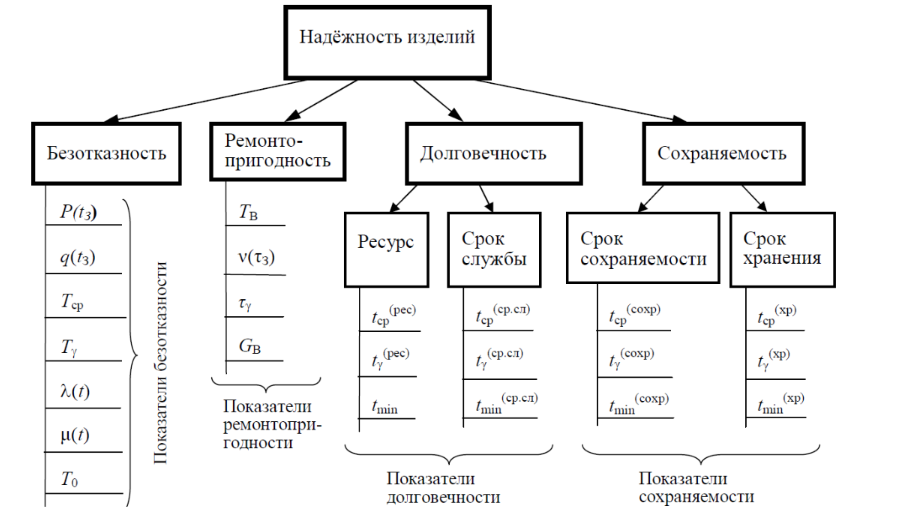 Надёжность изделий
Безотказность
Ремонто-
пригодность
Долговечность
Сохраняемость
P(tЗ)
q(tЗ)
Tср
Tγ
λ(t)
μ(t)
T0
Показатели безотказности
TВ
ν(τЗ)
τγ
GВ
Показатели
ремонтопри-
годности
Ресурс
tср(рес)
tγ(рес)
tmin
Срок
службы
tср(ср.сл)
tγ(ср.сл)
tmin(ср.сл)
Показатели
долговечности
Срок
сохраняемости
tср(сохр)
tγ(сохр)
tmin(сохр)
Срок
хранения
tср(хр)
tγ(хр)
tmin(хр)
Показатели
сохраняемости